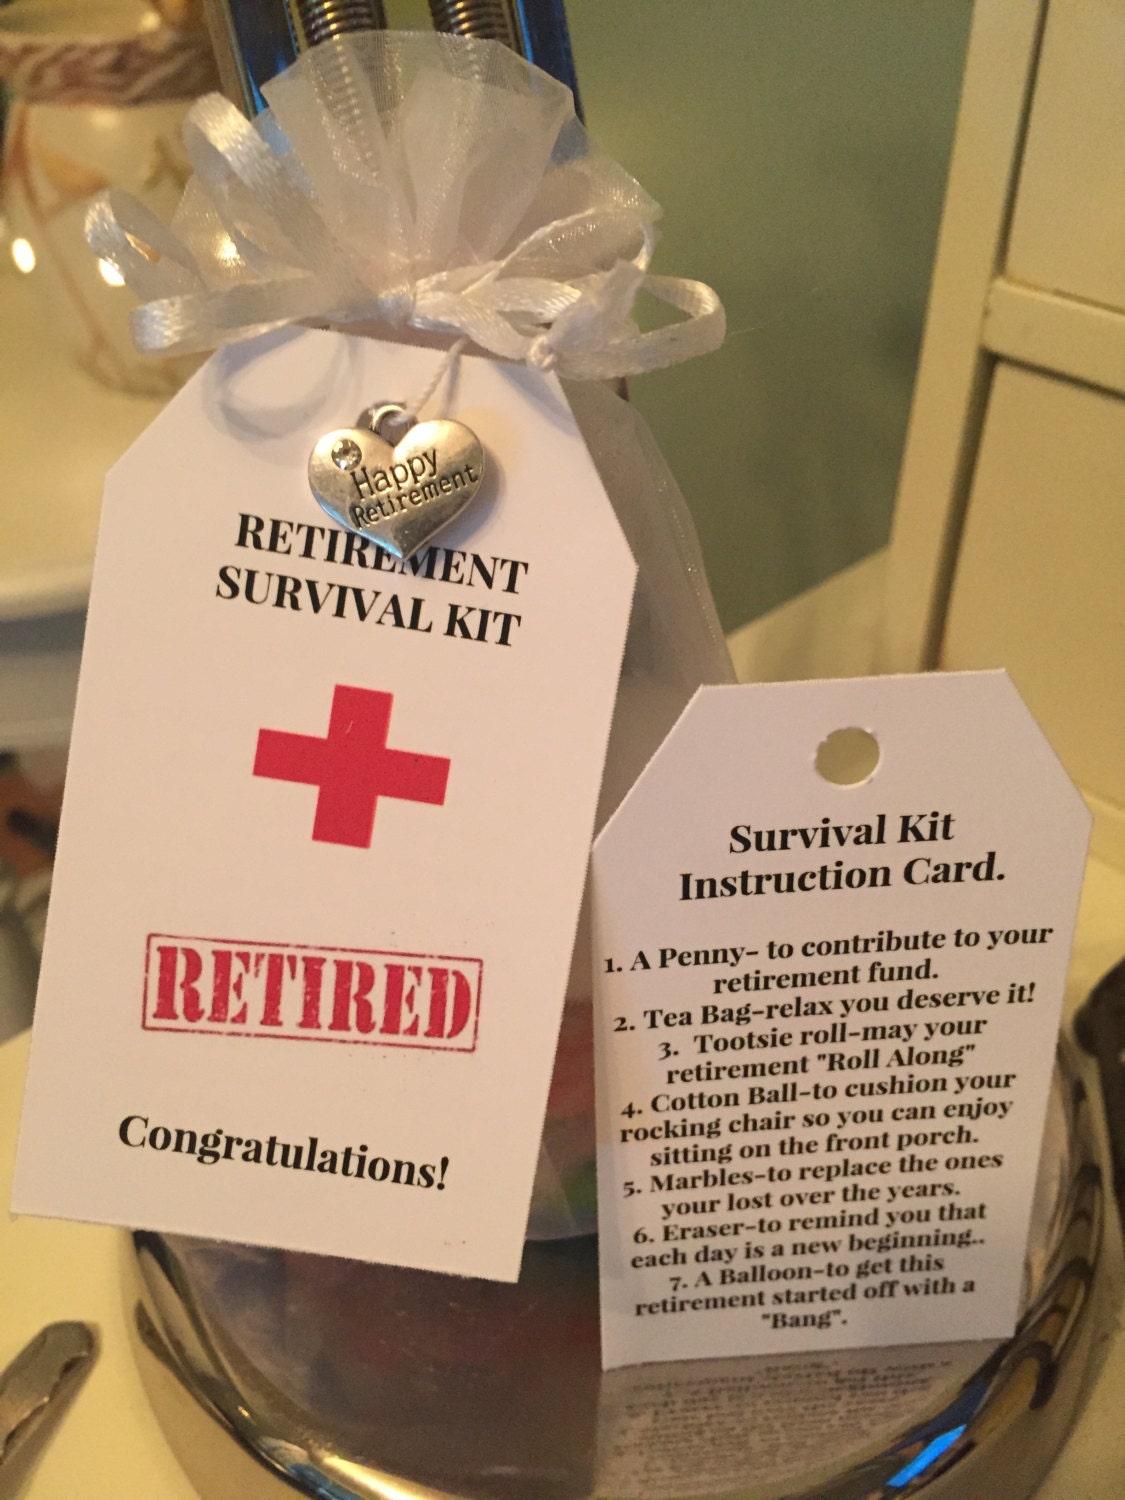 Happy
Retirement
RETIREMENT
SURVIVAL KIT
RETIRED
Congratulations!
Survival Kit
Instruction Card.
1. A Penny- to contribute to your
retirement fund.
2. Tea Bag-relax you deserve it!
3. Tootsie roll-may your
retirement "Roll Along"
4. Cotton Ball-to cushion your
rocking chair so you can enjoy
sitting on the front porch.
5. Marbles-to replace the ones
your lost over the years.
6. Eraser-to remind you that
each day is a new beginning..
7. A Balloon-to get this
retirement started off with a
"Bang".